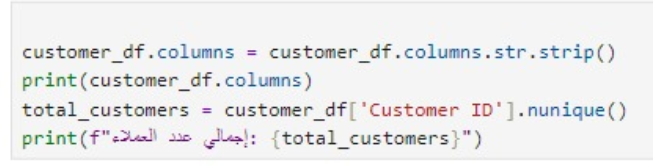 customer_df.columns = customer_df.columns.str.strip()
print(customer_df.columns)
total_customers = customer_df['Customer ID'].nunique()
print(f"إجمالي عدد العملاء: {total_customers}")